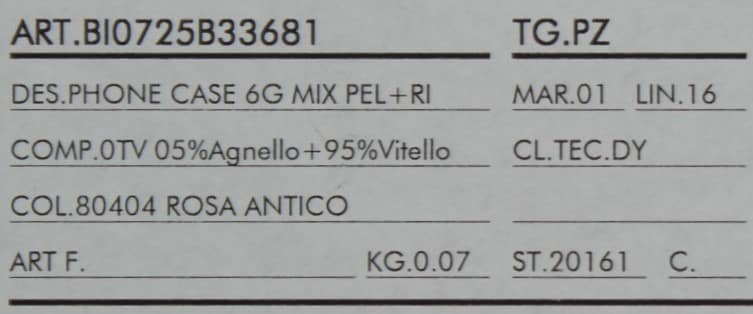 ART.BI0725B33681 TG.PZ
DES.PHONE CASE 6G MIX PEL+RI MAR.01 LIN.16
COMP.0TV 05%Agnello+95%Vitello CL.TEC.DY
COL.80404 ROSA ANTICO
ART F. KG.0.07 ST.20161 C.